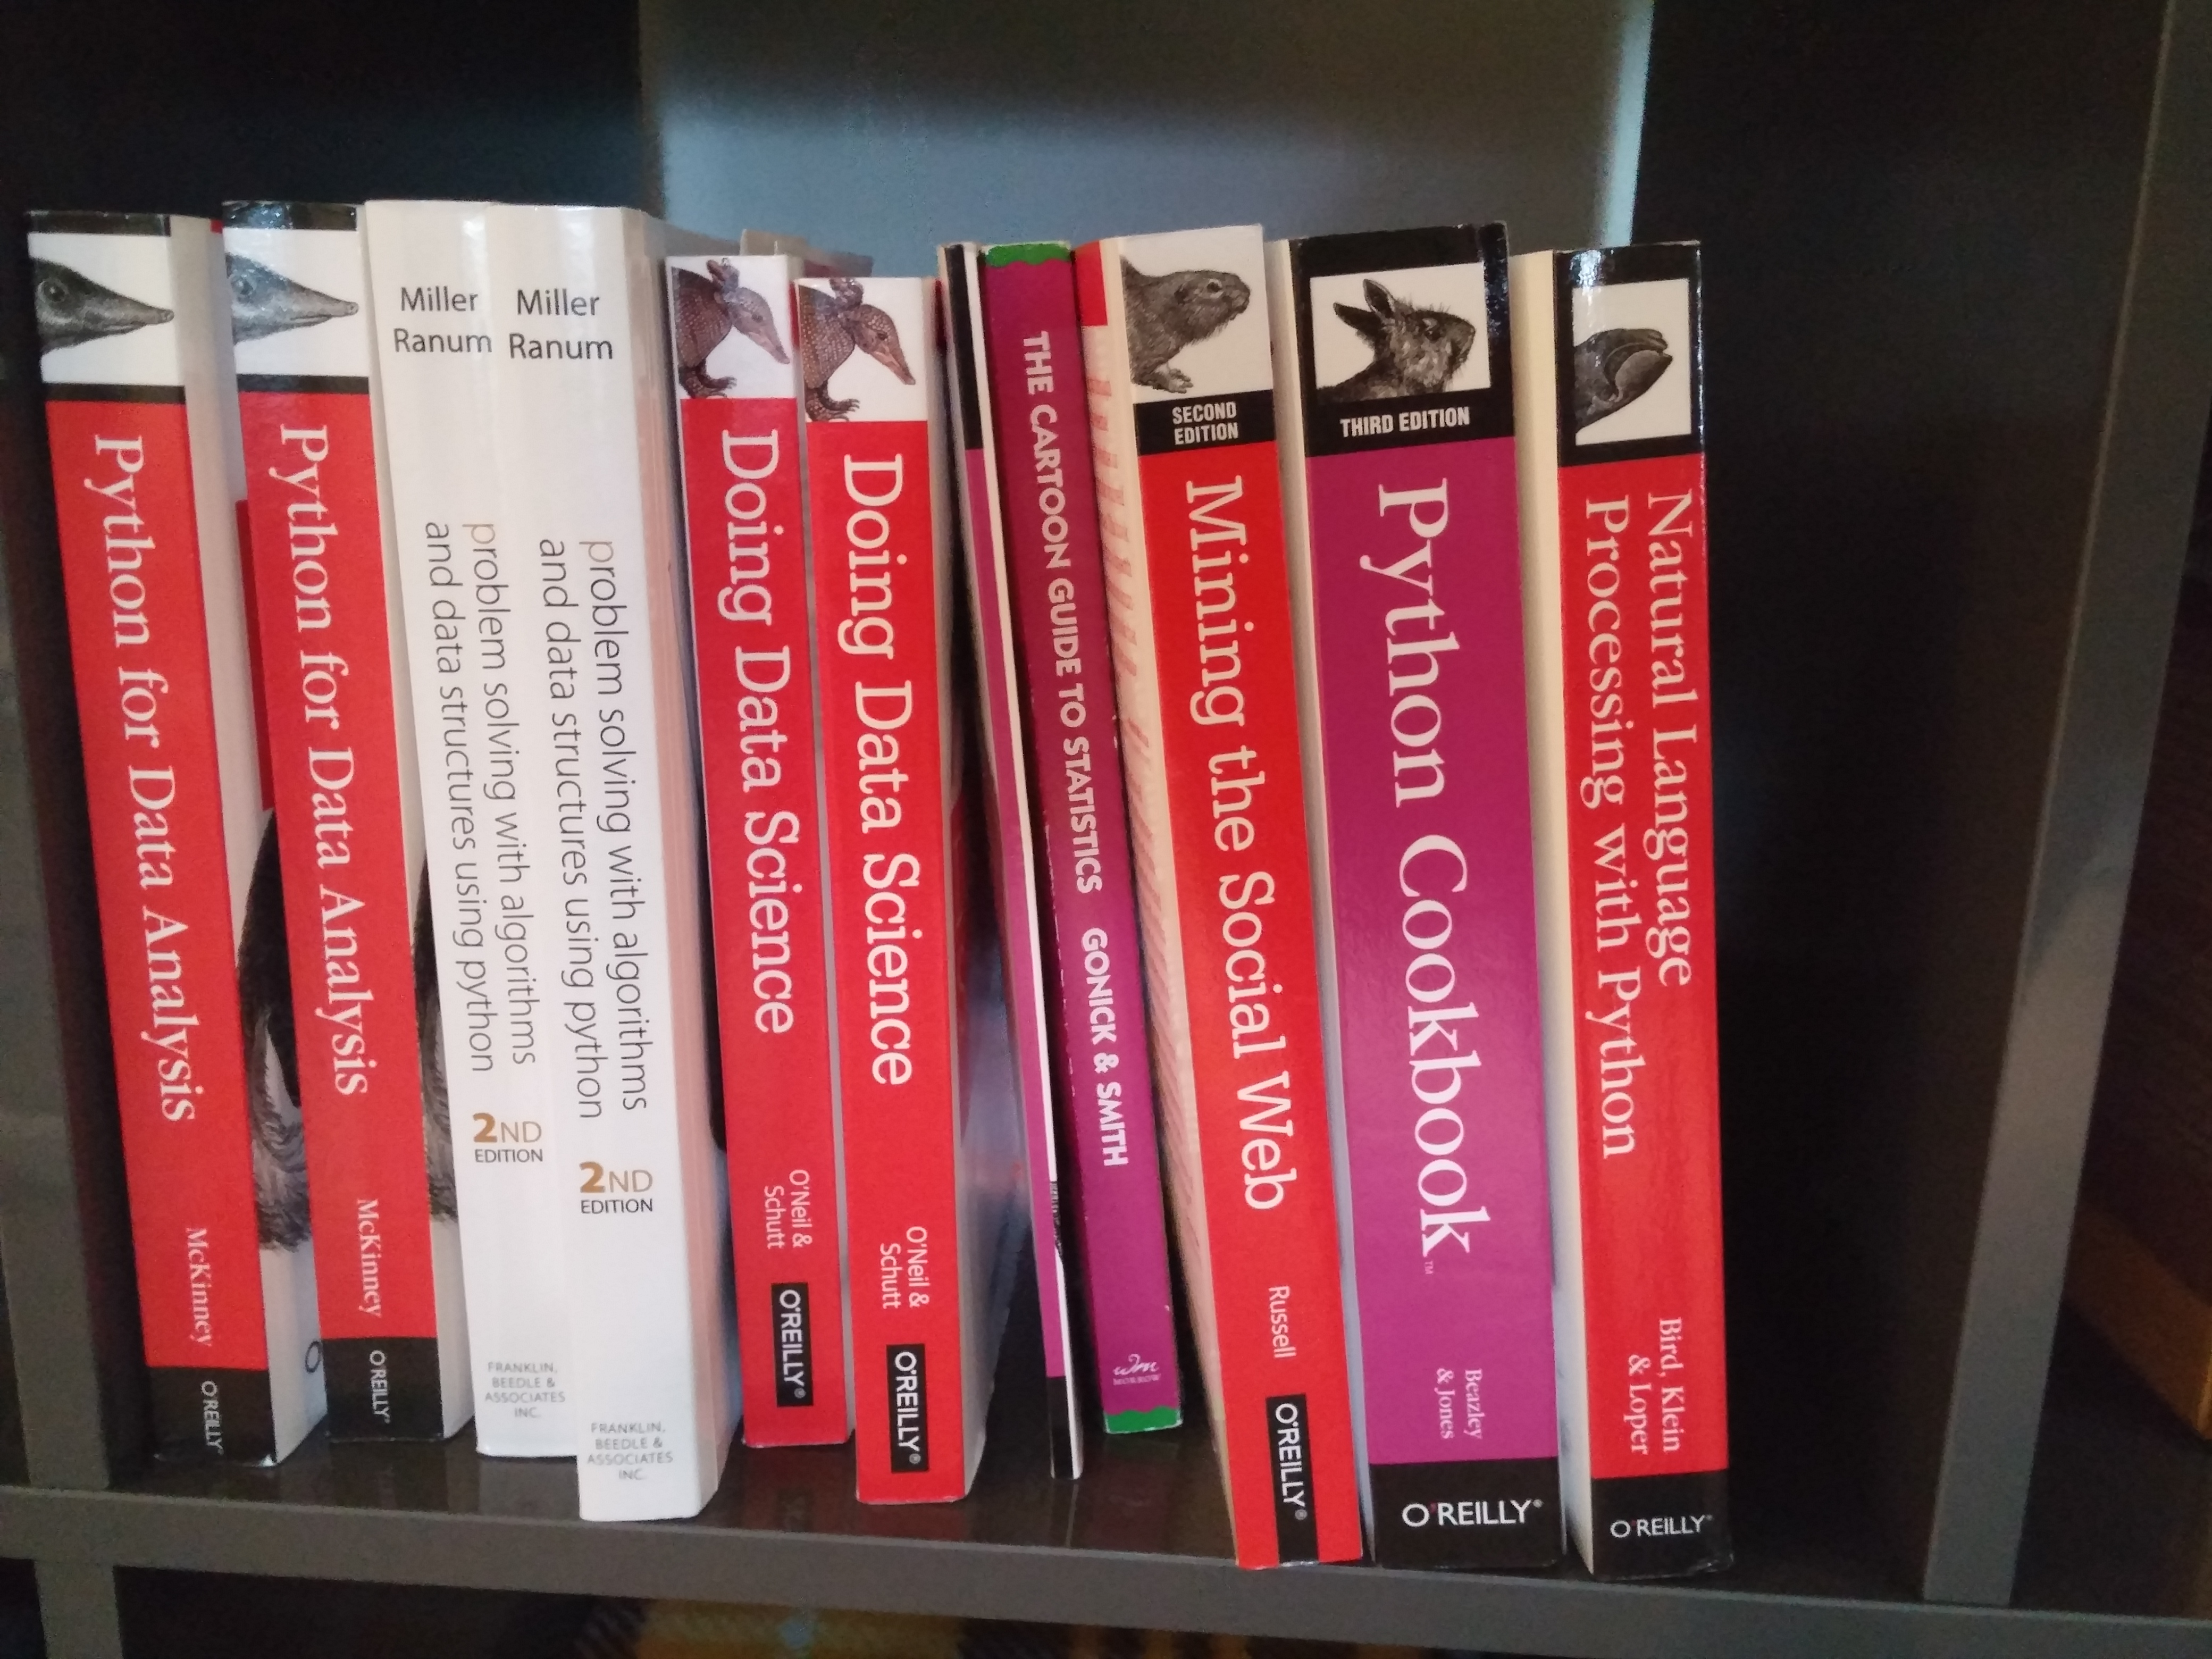 Python for Data Analysis
McKinney
O'REILLY®
Python for Data Analysis
McKinney
O'REILLY®
Miller
Ranum
problem solving with algorithms
and data structures using python
2ND
EDITION
FRANKLIN,
BEEDLE &
ASSOCIATES
INC.
Miller
Ranum
problem solving with algorithms
and data structures using python
2ND
EDITION
FRANKLIN,
BEEDLE &
ASSOCIATES
INC.
Doing Data Science
O'Neil &
Schutt
O'REILLY®
Doing Data Science
O'Neil &
Schutt
O'REILLY®
THE CARTOON GUIDE TO STATISTICS GONICK & SMITH
wm
MORROW
SECOND
EDITION
Mining the Social Web
Russell
O'REILLY®
THIRD EDITION
Python Cookbook™
Beazley
& Jones
O'REILLY®
Natural Language
Processing with Python
Bird, Klein
& Loper
O'REILLY®